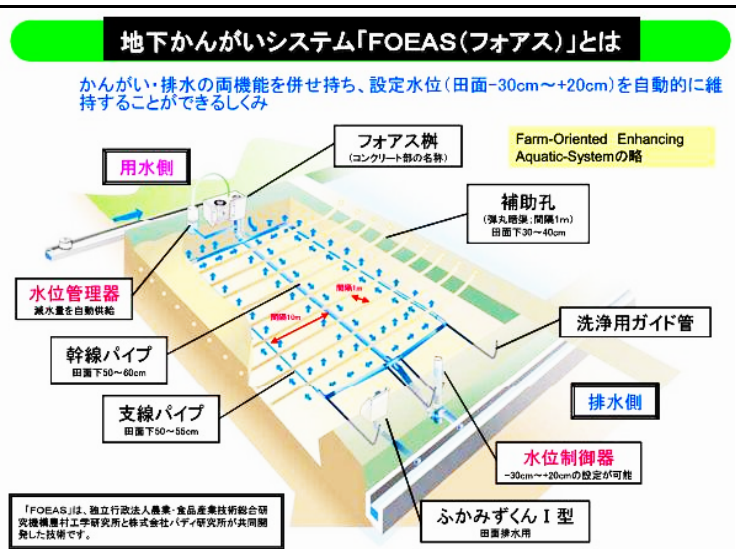 地下かんがいシステム「FOEAS(フォアス)」とは
かんがい・排水の両機能を併せ持ち、設定水位(田面−30cm〜+20cm)を自動的に維
持することができるしくみ
フォアス桝
(コンクリート部の名称)
Farm-Oriented Enhancing
Aquatic-Systemの略
用水側
補助孔
(弾丸暗渠:間隔1m)
田面下30〜40cm
水位管理器
減水量を自動供給
間隔1m
間隔10m
洗浄用ガイド管
幹線パイプ
田面下50〜60cm
支線パイプ
田面下50〜55cm
排水側
水位制御器
−30cm〜+20cmの設定が可能
ふかみずくんⅠ型
田面排水用
「FOEAS」は、独立行政法人農業・食品産業技術総合研
究機構農村工学研究所と株式会社パディ研究所が共同開
発した技術です。